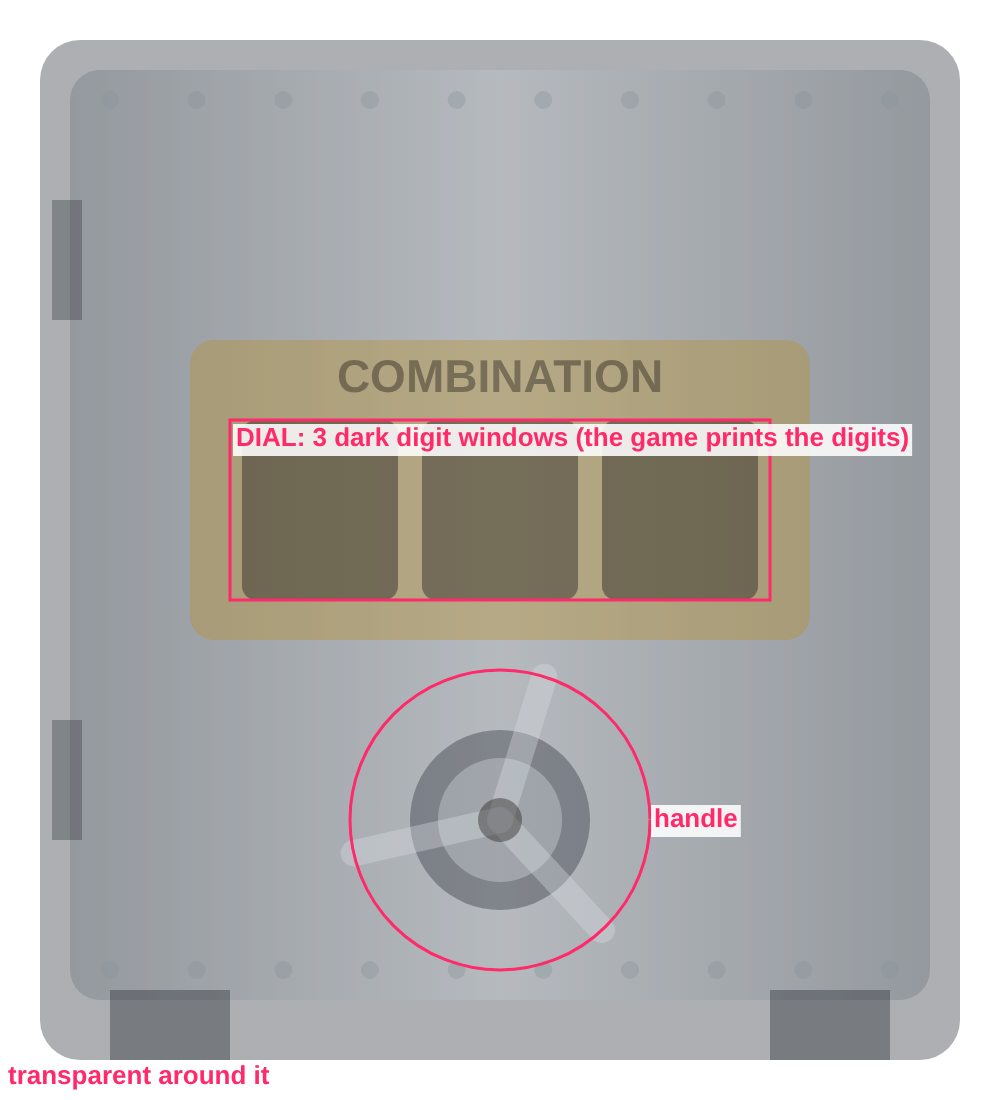 COMBINATION
DIAL: 3 dark digit windows (the game prints the digits)
handle
transparent around it